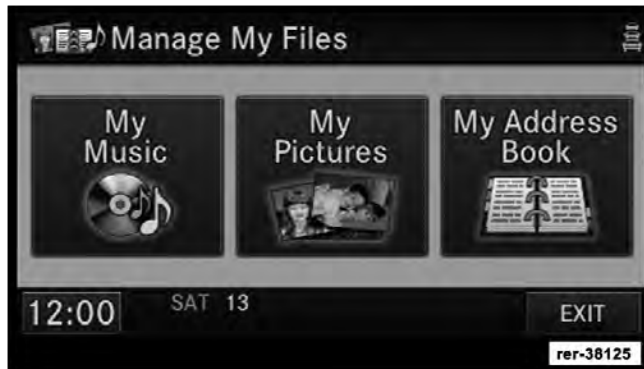 Manage My Files
My
Music
My
Pictures
My Address
Book
12:00
SAT 13
EXIT
rer-38125